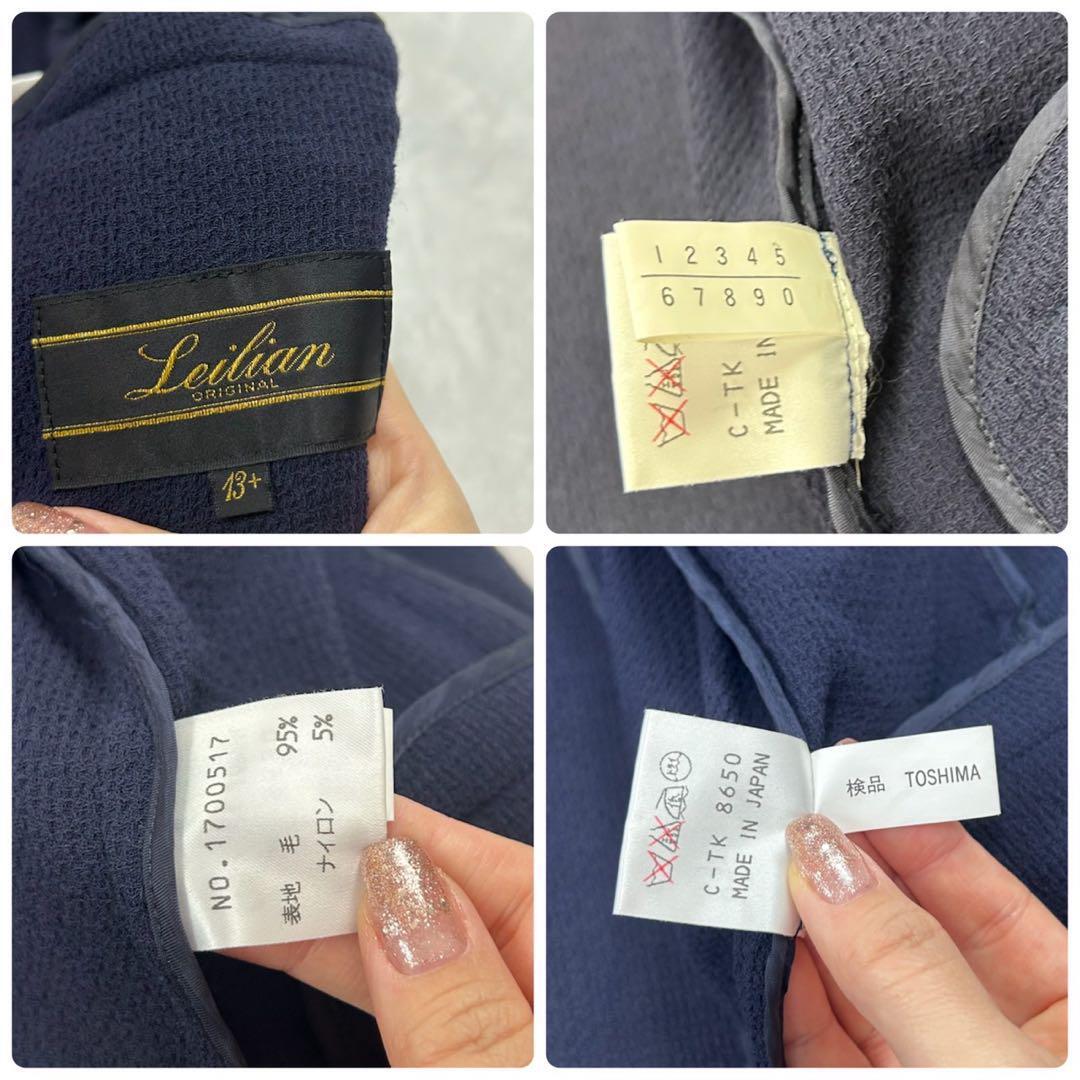 Leilian
ORIGINAL
13+
1 2 3 4 5
6 7 8 9 0
C-TK
MADE IN
NO.1700517
表地 毛 95%
ナイロン 5%
C-TK 8650
MADE IN JAPAN
検品 TOSHIMA